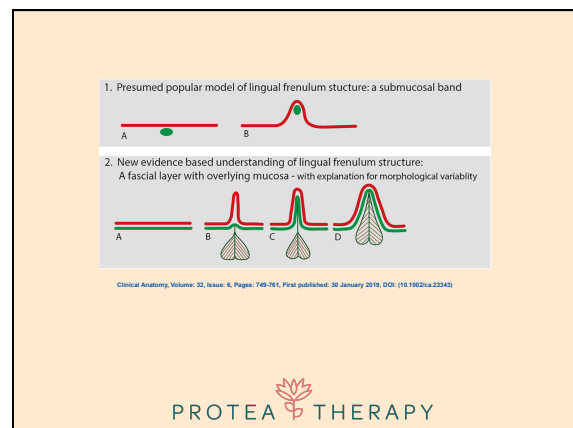 1. Presumed popular model of lingual frenulum stucture: a submucosal band
A
B
2. New evidence based understanding of lingual frenulum structure:
A fascial layer with overlying mucosa - with explanation for morphological variablity
A
B
C
D
Clinical Anatomy, Volume: 32, Issue: 6, Pages: 749-761, First published: 30 January 2019, DOI: (10.1002/ca.23343)
PROTEA THERAPY